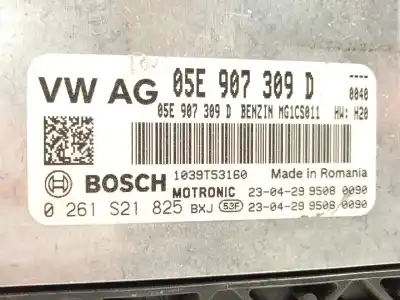 VW AG 05E 907 309 D ----
0040
05E 907 309 D BENZIN MG1CS011 HW: H20
1039T53160 Made in Romania
BOSCH MOTRONIC 23-04-29 9508 0090
0 261 S21 825 BXJ 53F 23-04-29 9508 0090